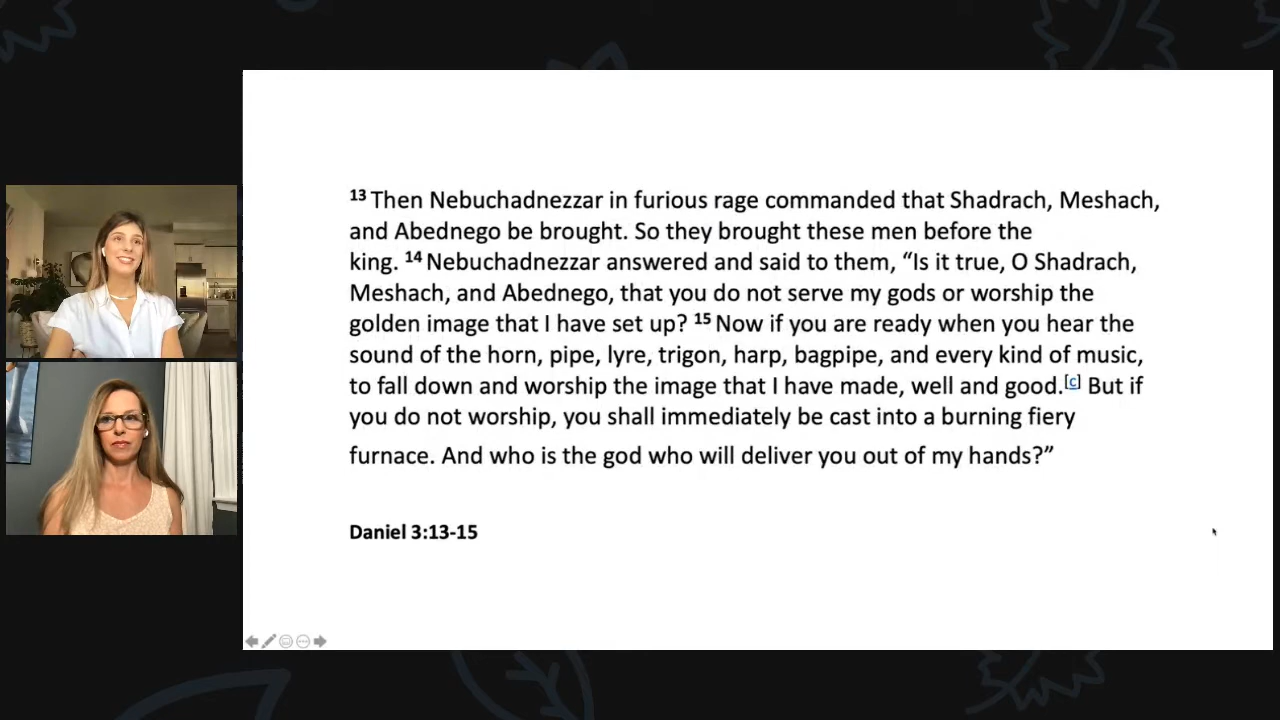 13 Then Nebuchadnezzar in furious rage commanded that Shadrach, Meshach,
and Abednego be brought. So they brought these men before the
king. 14 Nebuchadnezzar answered and said to them, “Is it true, O Shadrach,
Meshach, and Abednego, that you do not serve my gods or worship the
golden image that I have set up? 15 Now if you are ready when you hear the
sound of the horn, pipe, lyre, trigon, harp, bagpipe, and every kind of music,
to fall down and worship the image that I have made, well and good.[c] But if
you do not worship, you shall immediately be cast into a burning fiery
furnace. And who is the god who will deliver you out of my hands?”
Daniel 3:13-15